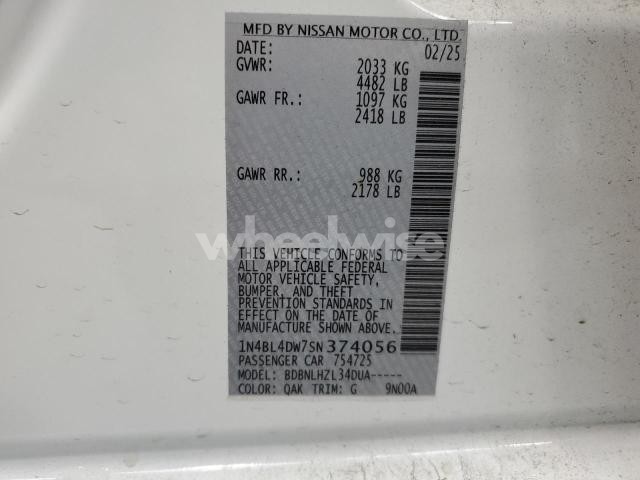 MFD BY NISSAN MOTOR CO., LTD.
DATE: 02/25
GVWR: 2033 KG
4482 LB
GAWR FR.: 1097 KG
2418 LB
GAWR RR.: 988 KG
2178 LB
wheelwise
THIS VEHICLE CONFORMS TO
ALL APPLICABLE FEDERAL
MOTOR VEHICLE SAFETY,
BUMPER, AND THEFT
PREVENTION STANDARDS IN
EFFECT ON THE DATE OF
MANUFACTURE SHOWN ABOVE.
1N4BL4DW7SN374056
PASSENGER CAR 754725
MODEL: BDBNLHZL34DUA-----
COLOR: QAK TRIM: G 9N00A